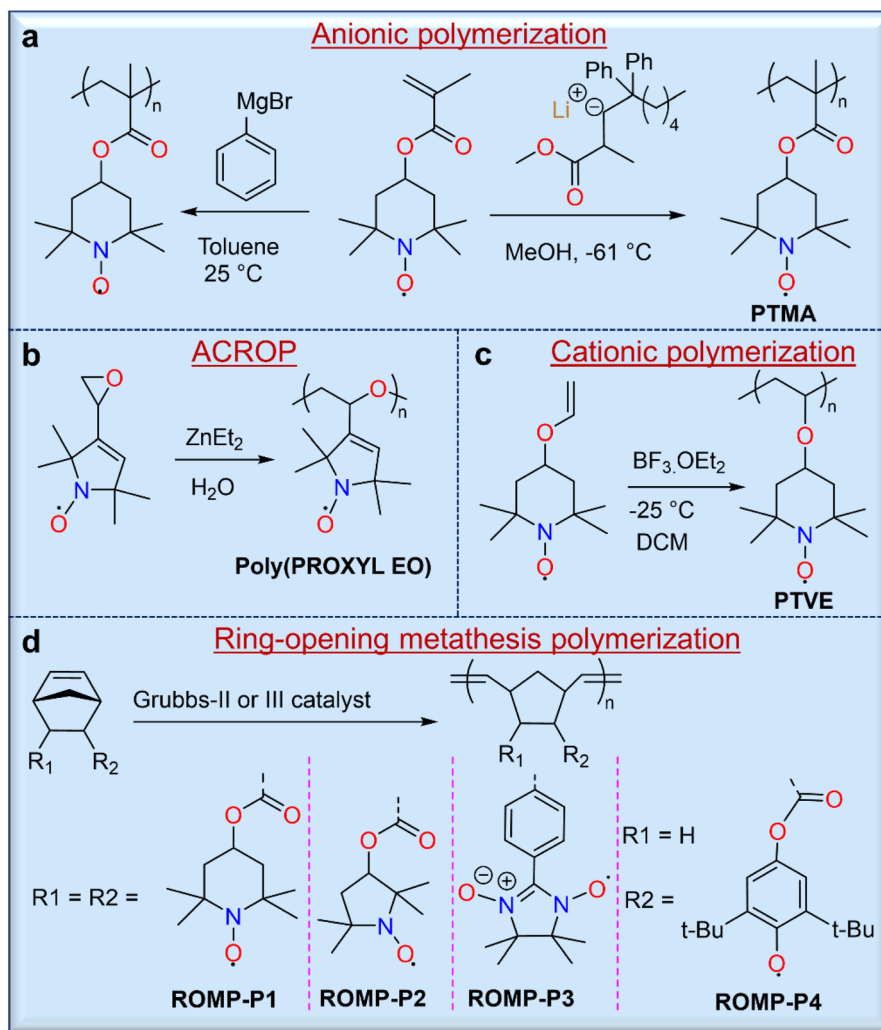 a
Anionic polymerization
( )n
O
O
N
O
MgBr
Toluene
25 °C
O
O
N
O
Ph
Ph
Li
+
−
( )4
O
O
MeOH, -61 °C
( )n
O
O
N
O
PTMA
b
ACROP
O
N
O
ZnEt2
H2O
( O )n
N
O
Poly(PROXYL EO)
c
Cationic polymerization
O
N
O
BF3.OEt2
-25 °C
DCM
( )n
O
N
O
PTVE
d
Ring-opening metathesis polymerization
R1
R2
Grubbs-II or III catalyst
( )n
R1
R2
R1 = R2 =
O
O
N
O
ROMP-P1
O
O
N
O
ROMP-P2
O
−
+
N
N
O
ROMP-P3
R1 = H
R2 =
O
O
t-Bu
t-Bu
O
ROMP-P4